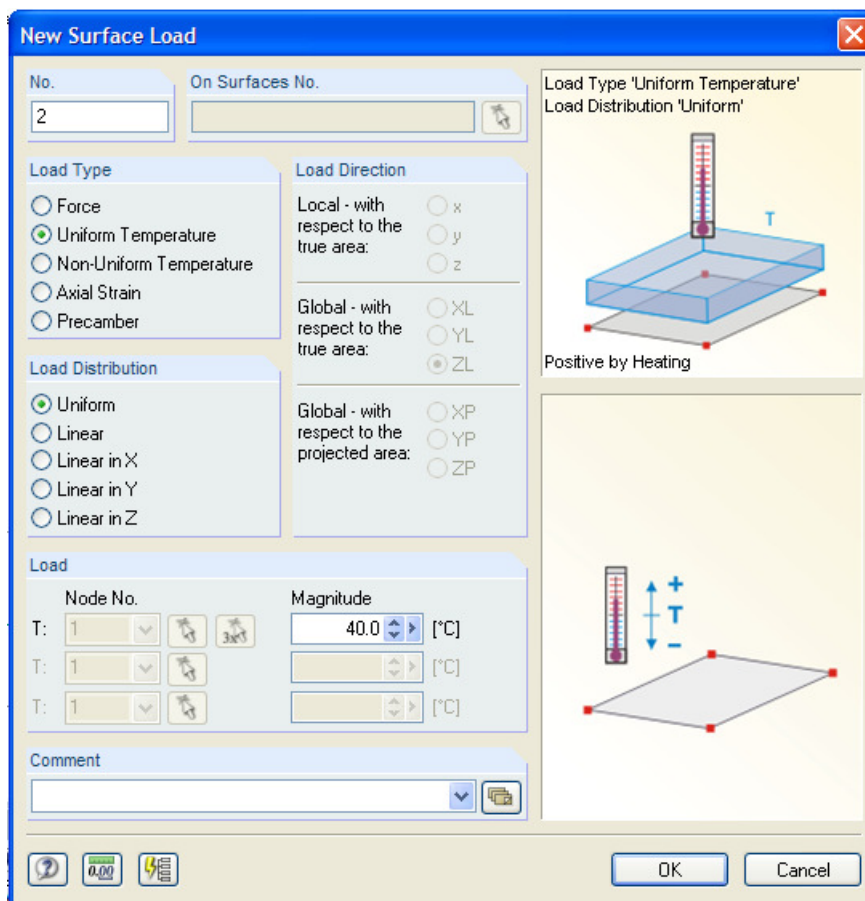 New Surface Load
No.
2
On Surfaces No.
Load Type
Force
Uniform Temperature
Non-Uniform Temperature
Axial Strain
Precamber
Load Distribution
Uniform
Linear
Linear in X
Linear in Y
Linear in Z
Load Direction
Local - with
respect to the
true area:
x
y
z
Global - with
respect to the
true area:
XL
YL
ZL
Global - with
respect to the
projected area:
XP
YP
ZP
Load
Node No.
Magnitude
T: 1 3x 40.0 [°C]
T: 1 [°C]
T: 1 [°C]
Comment
Load Type 'Uniform Temperature'
Load Distribution 'Uniform'
T
Positive by Heating
+
T
−
0.00
OK
Cancel